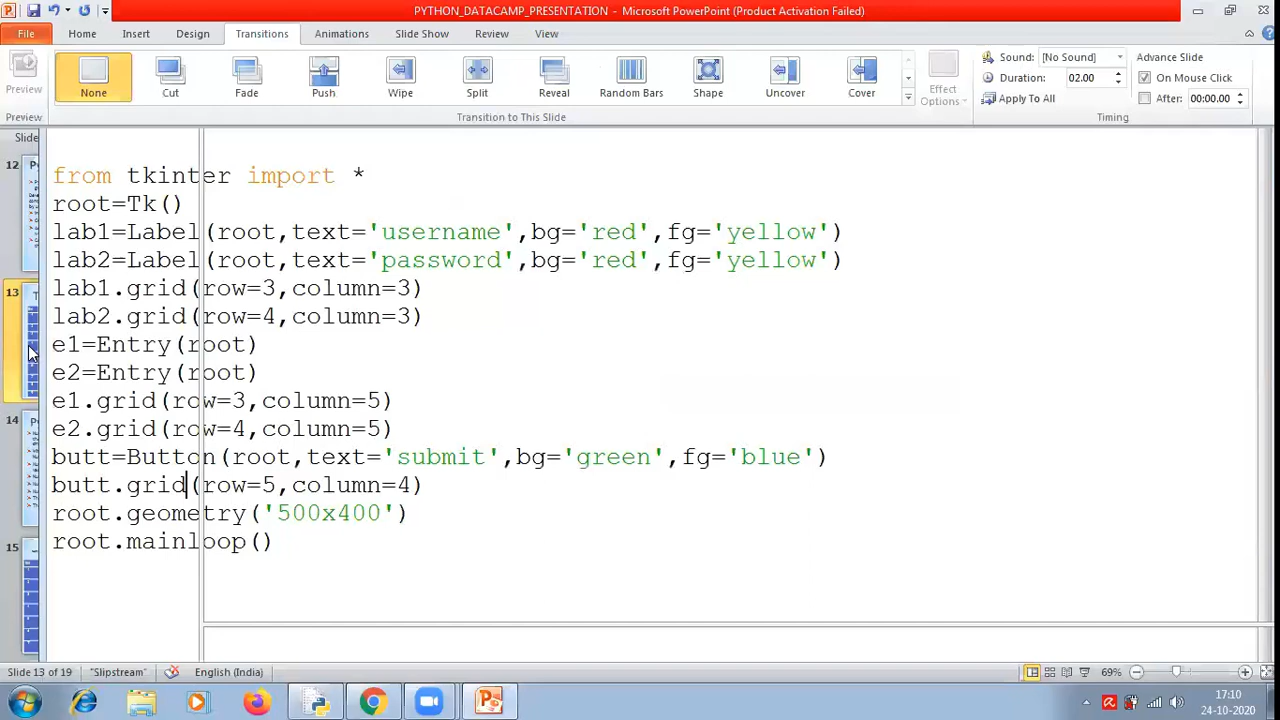 PYTHON_DATACAMP_PRESENTATION - Microsoft PowerPoint (Product Activation Failed)
File Home Insert Design Transitions Animations Slide Show Review View
Preview None Cut Fade Push Wipe Split Reveal Random Bars Shape Uncover Cover Effect Options
Sound: [No Sound] Advance Slide
Duration: 02.00 On Mouse Click
Apply To All After: 00:00.00
Preview Transition to This Slide Timing
Slide
12
13
14
15
from tkinter import *
root=Tk()
lab1=Label(root,text='username',bg='red',fg='yellow')
lab2=Label(root,text='password',bg='red',fg='yellow')
lab1.grid(row=3,column=3)
lab2.grid(row=4,column=3)
e1=Entry(root)
e2=Entry(root)
e1.grid(row=3,column=5)
e2.grid(row=4,column=5)
butt=Button(root,text='submit',bg='green',fg='blue')
butt.grid(row=5,column=4)
root.geometry('500x400')
root.mainloop()
Slide 13 of 19 "Slipstream" English (India) 69%
17:10
24-10-2020